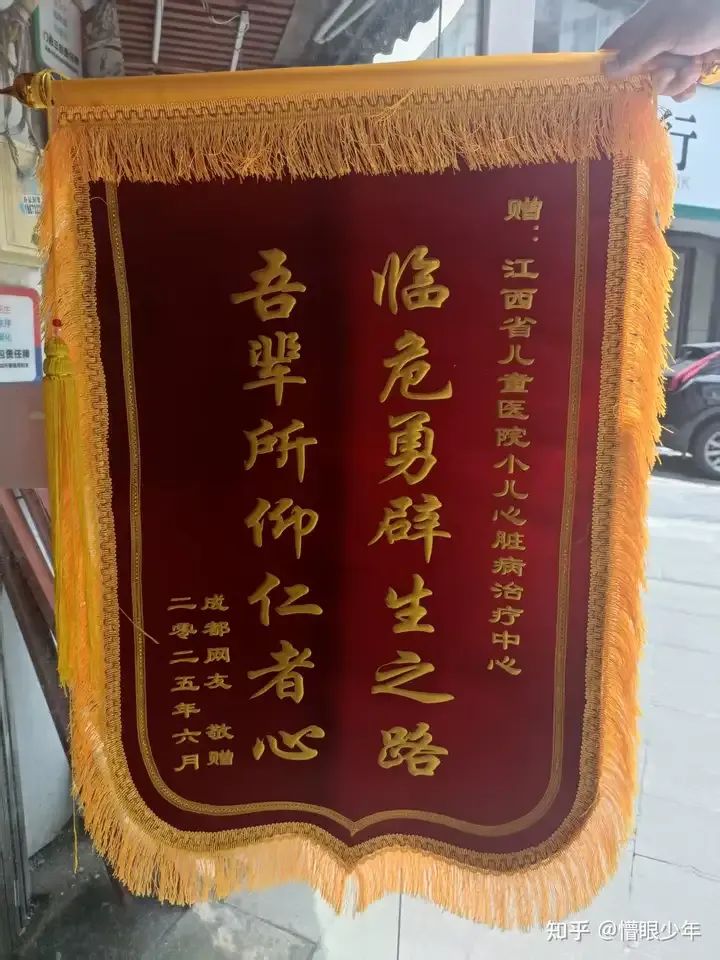 赠：江西省儿童医院小儿心脏病治疗中心
临危勇辟生之路
吾辈所仰仁者心
成都网友 敬赠
二零二五年六月
行
知乎 @懵眼少年